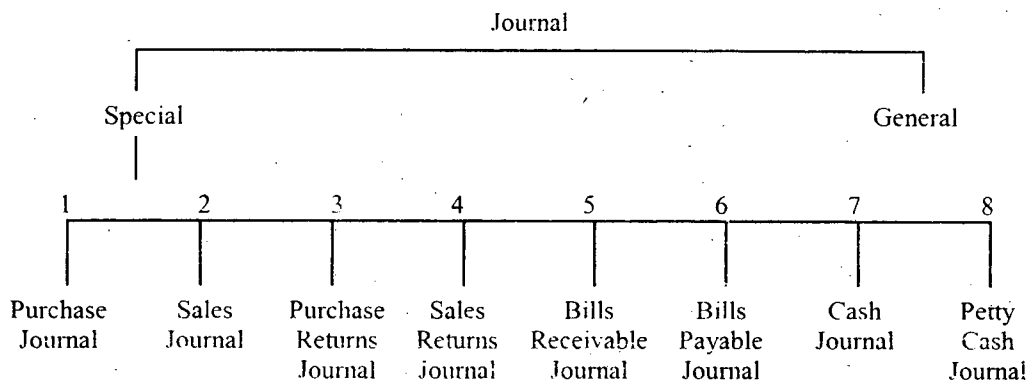 Journal
Special
General
1 2 3 4 5 6 7 8
Purchase Journal
Sales Journal
Purchase Returns Journal
Sales Returns Journal
Bills Receivable Journal
Bills Payable Journal
Cash Journal
Petty Cash Journal